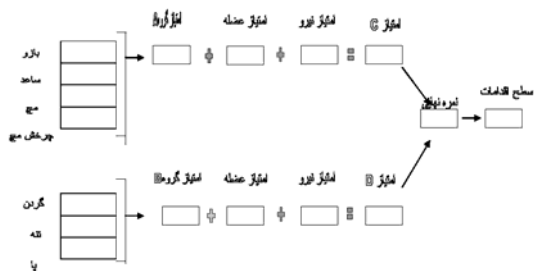 امتیاز گروه A	امتیاز عضله	امتیاز نیرو	امتیاز C
بازو
ساعد
مچ
چرخش مچ
+ + =
نمره نهایی	سطح اقدامات
امتیاز گروه B	امتیاز عضله	امتیاز نیرو	امتیاز D
گردن
تنه
پا
+ + =